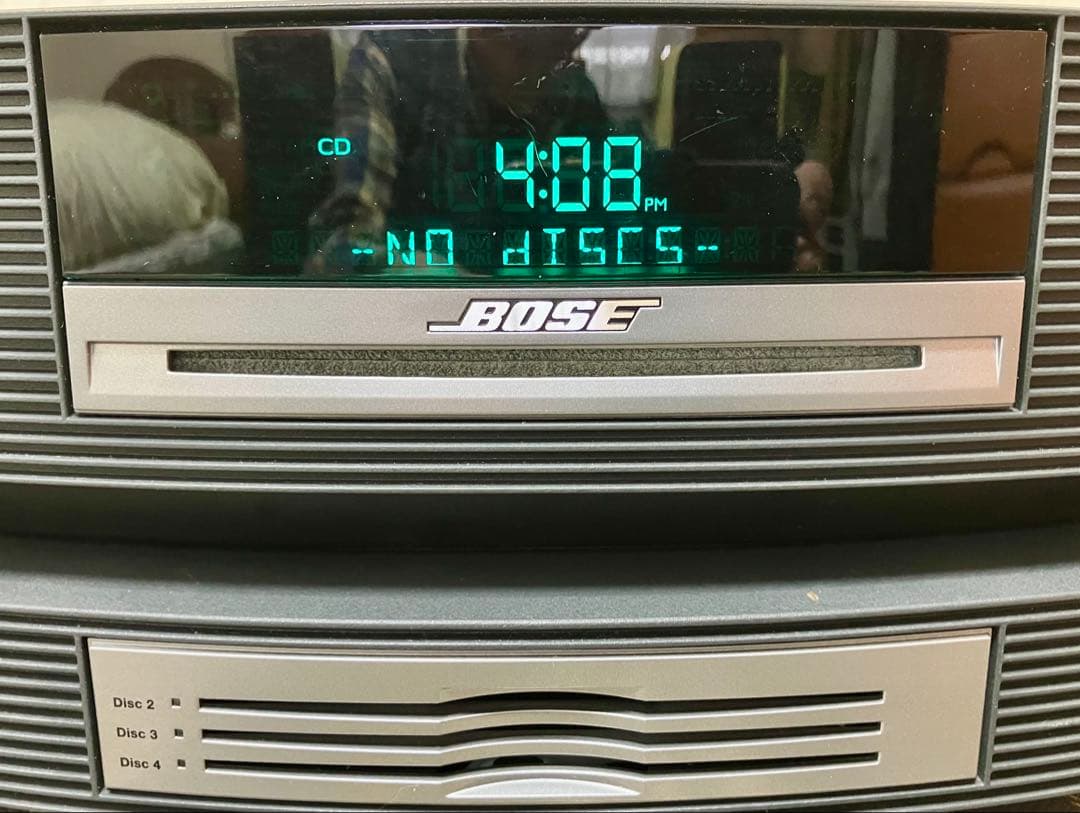 CD
4:08 PM
-NO dISCS-
BOSE
Disc 2
Disc 3
Disc 4